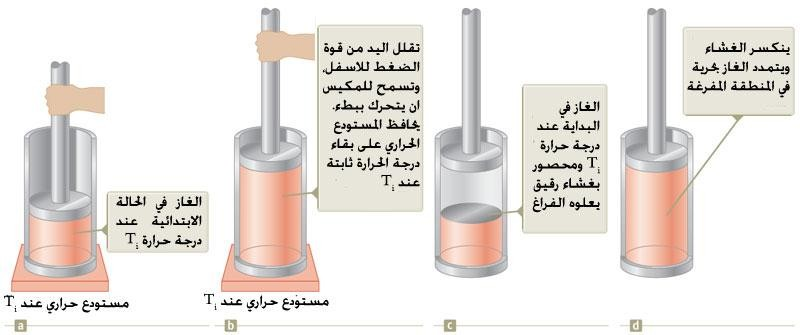 الغاز في الحالة
الابتدائية عند
درجة حرارة Ti
مستودع حراري عند Ti
a
تقلل اليد من قوة
الضغط للاسفل،
وتسمح للمكبس
ان يتحرك ببطء.
يحافظ المستودع
الحراري على بقاء
درجة الحرارة ثابتة
عند Ti
مستودع حراري عند Ti
b
الغاز في
البداية عند
درجة حرارة
Ti ومحصور
بغشاء رقيق
يعلوه الفراغ
c
ينكسر الغشاء
ويتمدد الغاز بحرية
في المنطقة المفرغة
d